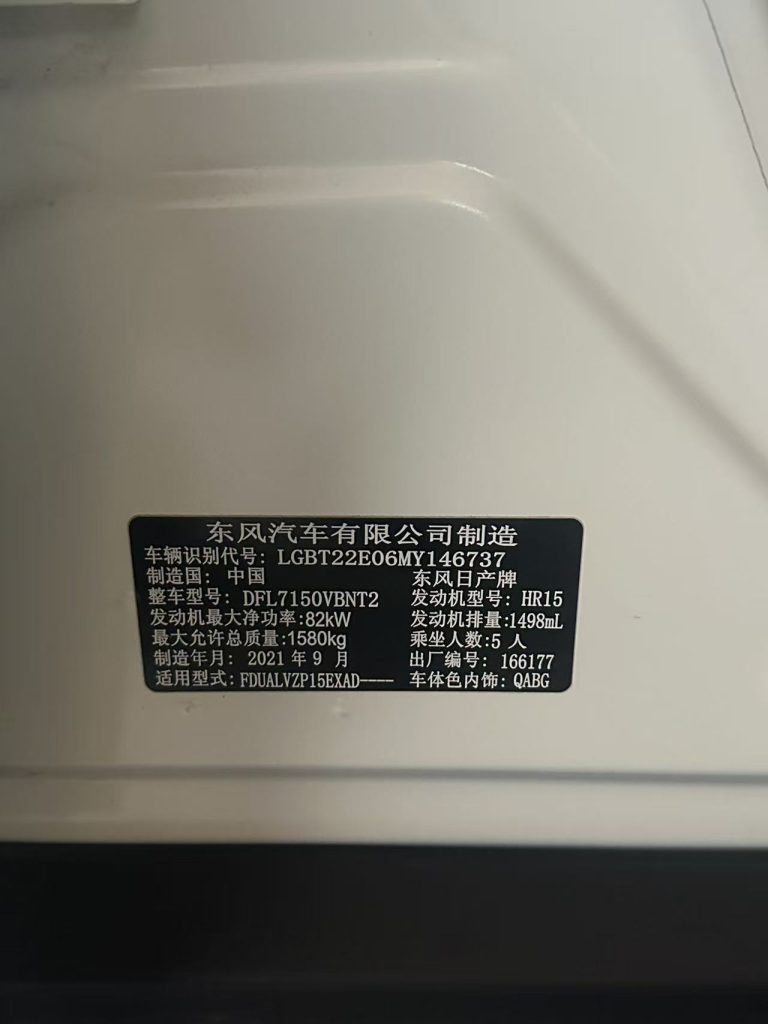 东风汽车有限公司制造
车辆识别代号: LGBT22E06MY146737
制造国: 中国 东风日产牌
整车型号: DFL7150VBNT2 发动机型号: HR15
发动机最大净功率:82kW 发动机排量:1498mL
最大允许总质量:1580kg 乘坐人数:5 人
制造年月: 2021 年 9 月 出厂编号: 166177
适用型式:FDUALVZP15EXAD---- 车体色内饰: QABG